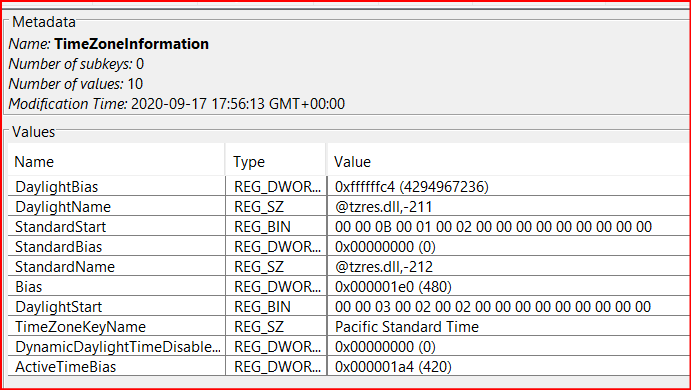 Metadata
Name: TimeZoneInformation
Number of subkeys: 0
Number of values: 10
Modification Time: 2020-09-17 17:56:13 GMT+00:00
Values
Name Type Value
DaylightBias REG_DWOR... 0xffffffc4 (4294967236)
DaylightName REG_SZ @tzres.dll,-211
StandardStart REG_BIN 00 00 0B 00 01 00 02 00 00 00 00 00 00 00 00 00
StandardBias REG_DWOR... 0x00000000 (0)
StandardName REG_SZ @tzres.dll,-212
Bias REG_DWOR... 0x000001e0 (480)
DaylightStart REG_BIN 00 00 03 00 02 00 02 00 00 00 00 00 00 00 00 00
TimeZoneKeyName REG_SZ Pacific Standard Time
DynamicDaylightTimeDisable... REG_DWOR... 0x00000000 (0)
ActiveTimeBias REG_DWOR... 0x000001a4 (420)